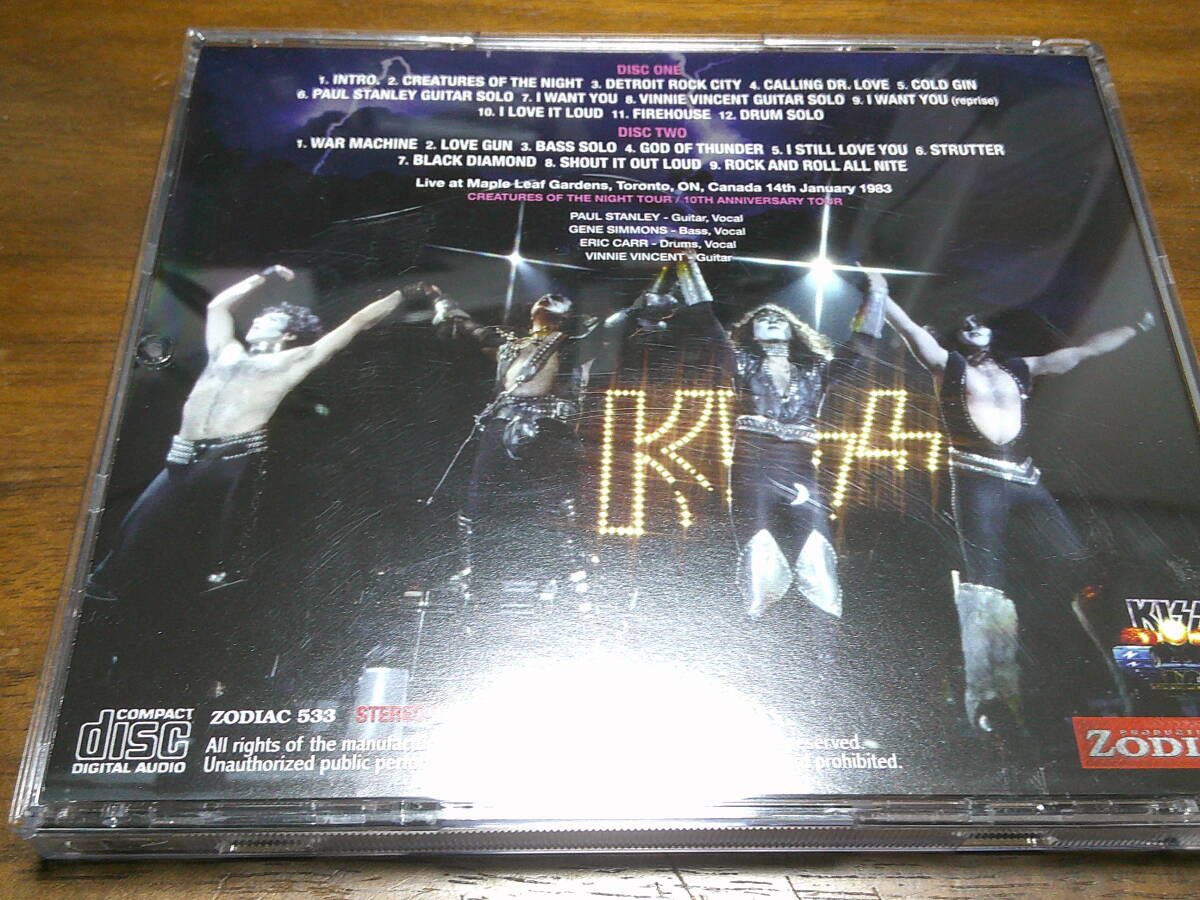 DISC ONE
1. INTRO. 2. CREATURES OF THE NIGHT 3. DETROIT ROCK CITY 4. CALLING DR. LOVE 5. COLD GIN
6. PAUL STANLEY GUITAR SOLO 7. I WANT YOU 8. VINNIE VINCENT GUITAR SOLO 9. I WANT YOU (reprise)
10. I LOVE IT LOUD 11. FIREHOUSE 12. DRUM SOLO
DISC TWO
1. WAR MACHINE 2. LOVE GUN 3. BASS SOLO 4. GOD OF THUNDER 5. I STILL LOVE YOU 6. STRUTTER
7. BLACK DIAMOND 8. SHOUT IT OUT LOUD 9. ROCK AND ROLL ALL NITE
Live at Maple Leaf Gardens, Toronto, ON, Canada 14th January 1983
CREATURES OF THE NIGHT TOUR / 10TH ANNIVERSARY TOUR
PAUL STANLEY - Guitar, Vocal
GENE SIMMONS - Bass, Vocal
ERIC CARR - Drums, Vocal
VINNIE VINCENT - Guitar
KISS
COMPACT
disc
DIGITAL AUDIO
ZODIAC 533 STEREO
All rights of the
Unauthorized public
prohibited.